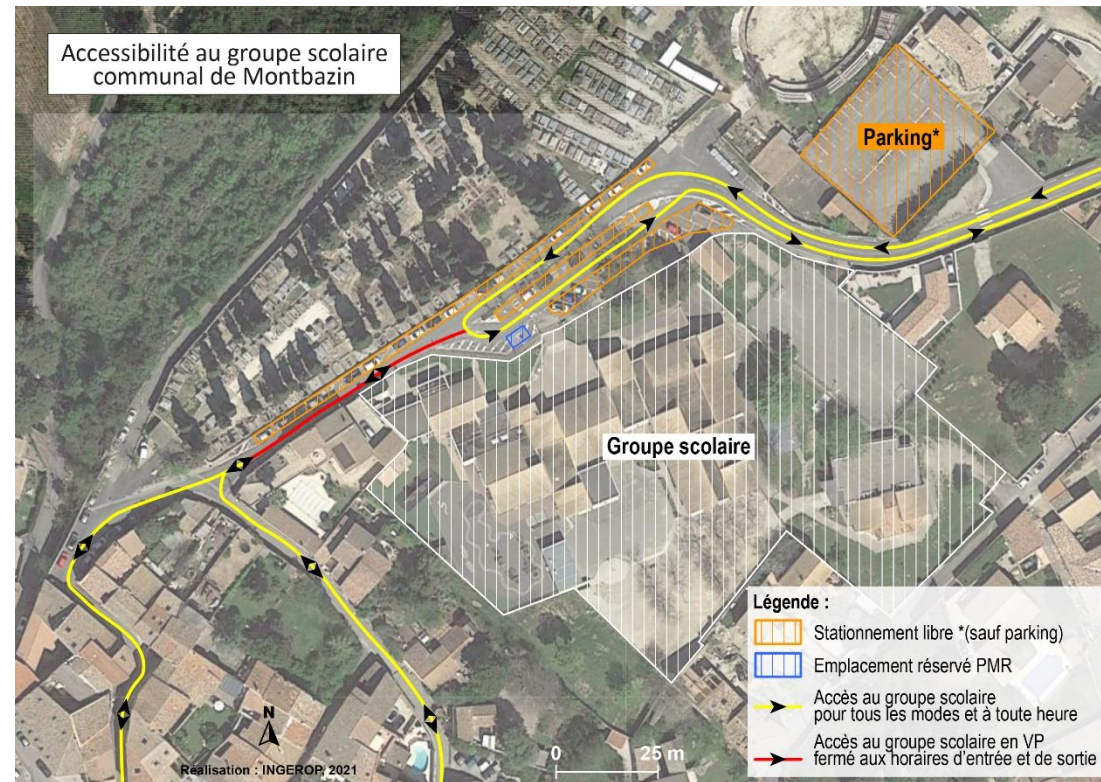 Accessibilité au groupe scolaire
communal de Montbazin
Parking*
Groupe scolaire
Légende :
Stationnement libre *(sauf parking)
Emplacement réservé PMR
Accès au groupe scolaire
pour tous les modes et à toute heure
Accès au groupe scolaire en VP
fermé aux horaires d'entrée et de sortie
N
0 25 m
Réalisation : INGEROP, 2021